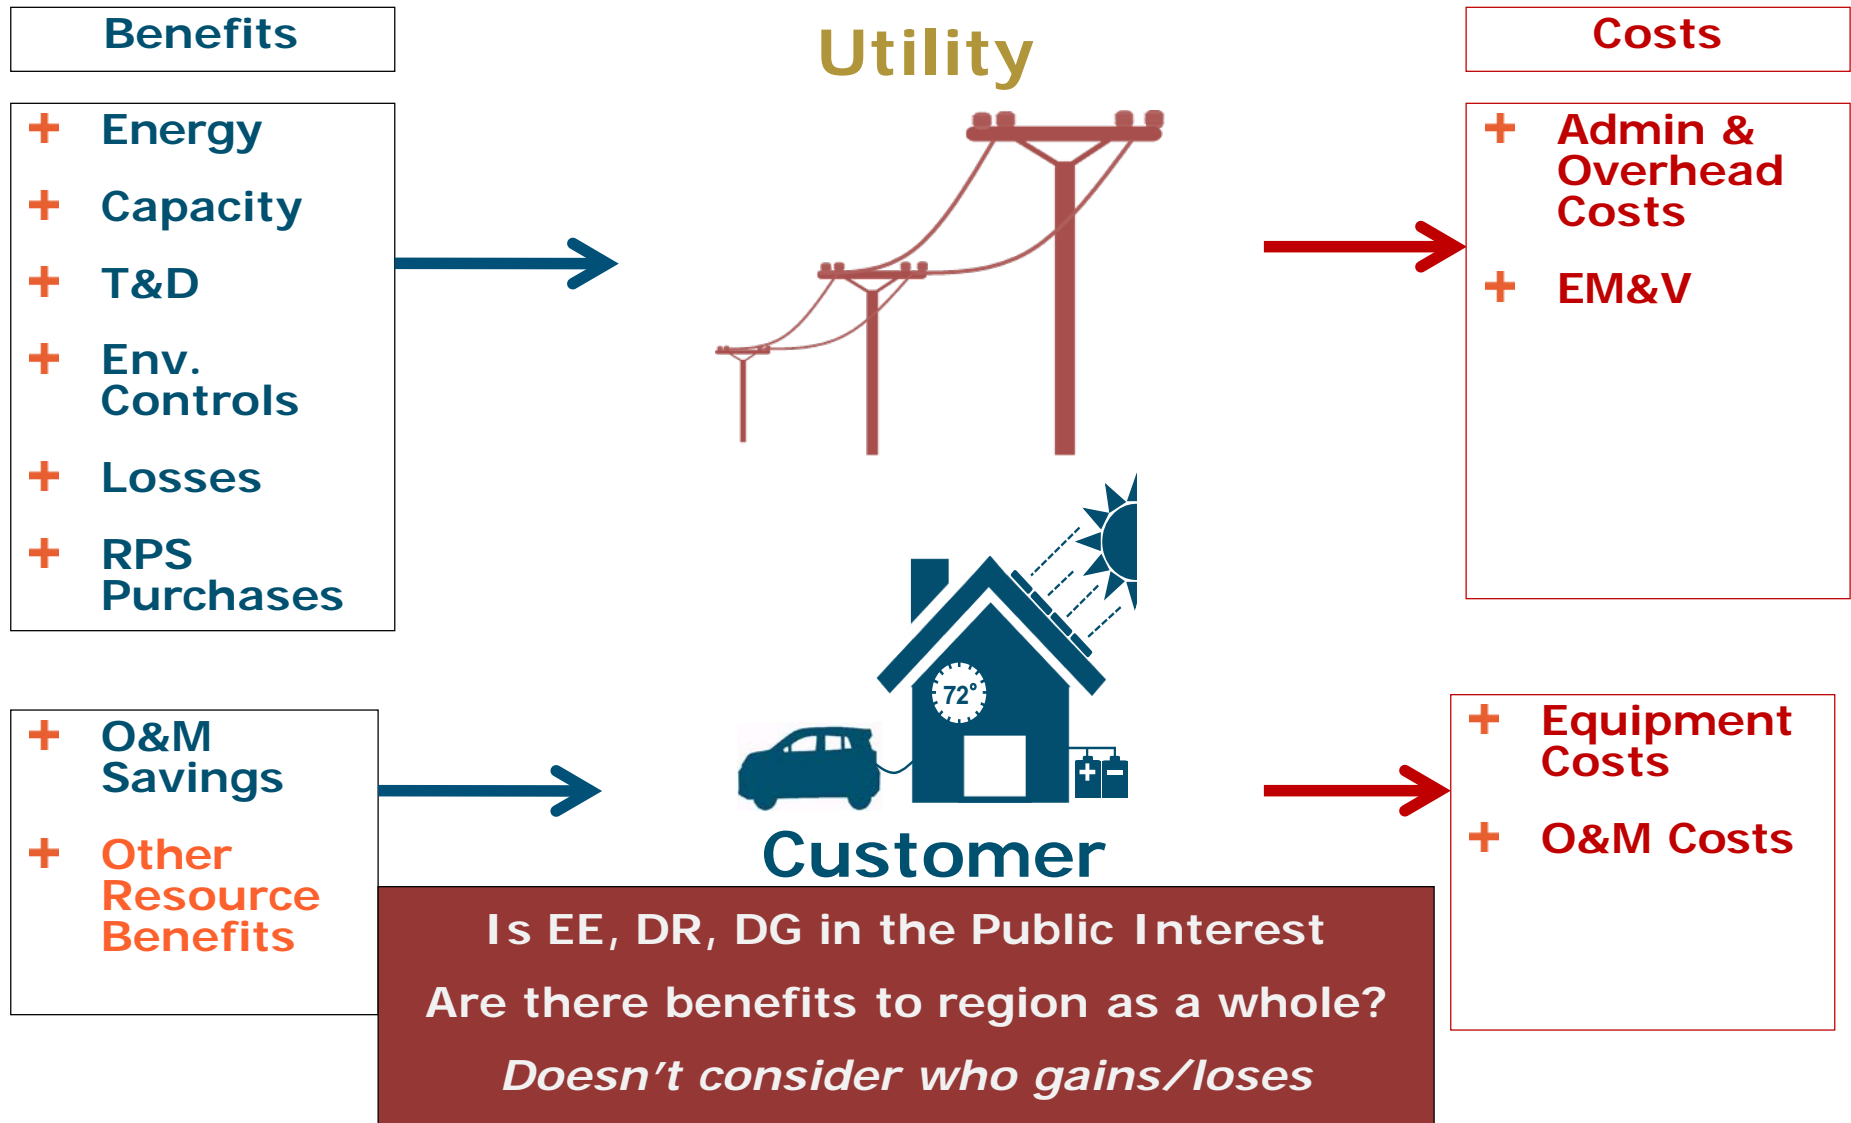 Benefits
Utility
Costs
+ Energy
+ Capacity
+ T&D
+ Env.
Controls
+ Losses
+ RPS
Purchases
+ Admin &
Overhead
Costs
+ EM&V
72°
+ -
+ O&M
Savings
+ Other
Resource
Benefits
Customer
+ Equipment
Costs
+ O&M Costs
Is EE, DR, DG in the Public Interest
Are there benefits to region as a whole?
Doesn't consider who gains/loses